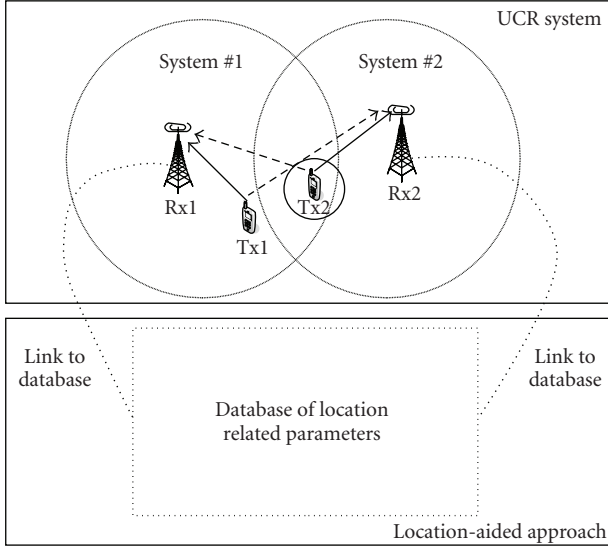 UCR system
System #1
System #2
Rx1
Tx2
Rx2
Tx1
Link to
database
Link to
database
Database of location
related parameters
Location-aided approach